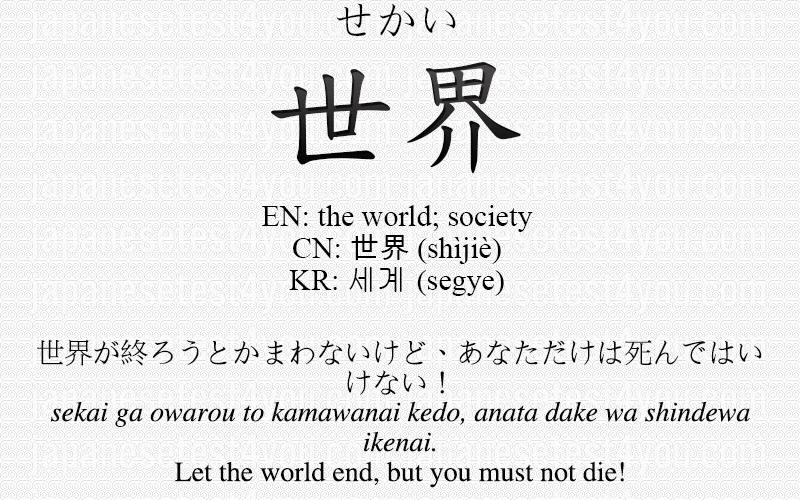 せかい
世界
EN: the world; society
CN: 世界 (shìjiè)
KR: 세계 (segye)
世界が終ろうとかまわないけど、あなただけは死んではい
けない！
sekai ga owarou to kamawanai kedo, anata dake wa shindewa
ikenai.
Let the world end, but you must not die!